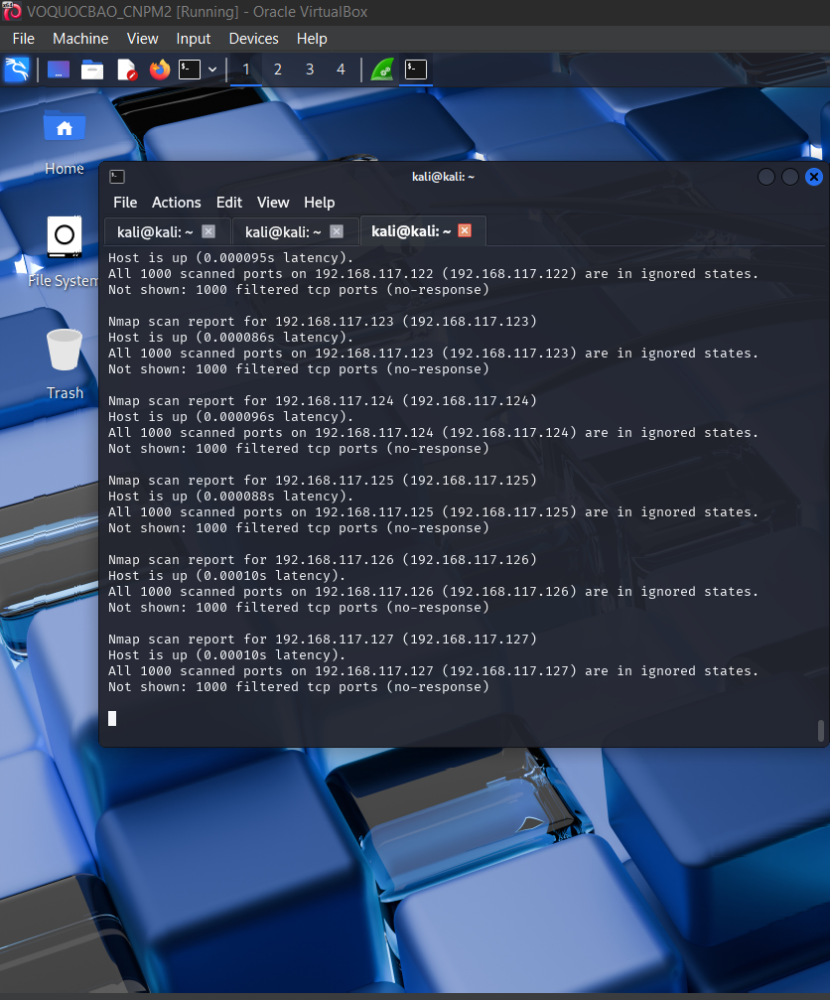 VOQUOCBAO_CNPM2 [Running] - Oracle VirtualBox
File Machine View Input Devices Help
1 2 3 4
Home
File System
Trash
kali@kali: ~
File Actions Edit View Help
kali@kali: ~ kali@kali: ~ kali@kali: ~
Host is up (0.000095s latency).
All 1000 scanned ports on 192.168.117.122 (192.168.117.122) are in ignored states.
Not shown: 1000 filtered tcp ports (no-response)
Nmap scan report for 192.168.117.123 (192.168.117.123)
Host is up (0.000086s latency).
All 1000 scanned ports on 192.168.117.123 (192.168.117.123) are in ignored states.
Not shown: 1000 filtered tcp ports (no-response)
Nmap scan report for 192.168.117.124 (192.168.117.124)
Host is up (0.000096s latency).
All 1000 scanned ports on 192.168.117.124 (192.168.117.124) are in ignored states.
Not shown: 1000 filtered tcp ports (no-response)
Nmap scan report for 192.168.117.125 (192.168.117.125)
Host is up (0.000088s latency).
All 1000 scanned ports on 192.168.117.125 (192.168.117.125) are in ignored states.
Not shown: 1000 filtered tcp ports (no-response)
Nmap scan report for 192.168.117.126 (192.168.117.126)
Host is up (0.00010s latency).
All 1000 scanned ports on 192.168.117.126 (192.168.117.126) are in ignored states.
Not shown: 1000 filtered tcp ports (no-response)
Nmap scan report for 192.168.117.127 (192.168.117.127)
Host is up (0.00010s latency).
All 1000 scanned ports on 192.168.117.127 (192.168.117.127) are in ignored states.
Not shown: 1000 filtered tcp ports (no-response)